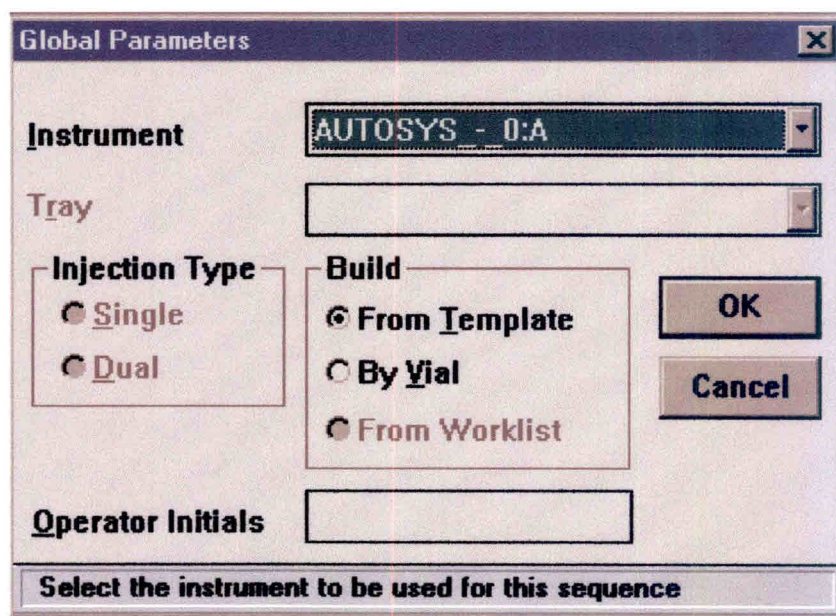 Global Parameters
Instrument
AUTOSYS_-_0:A
Tray
Injection Type
Single
Dual
Build
From Template
By Vial
From Worklist
OK
Cancel
Operator Initials
Select the instrument to be used for this sequence